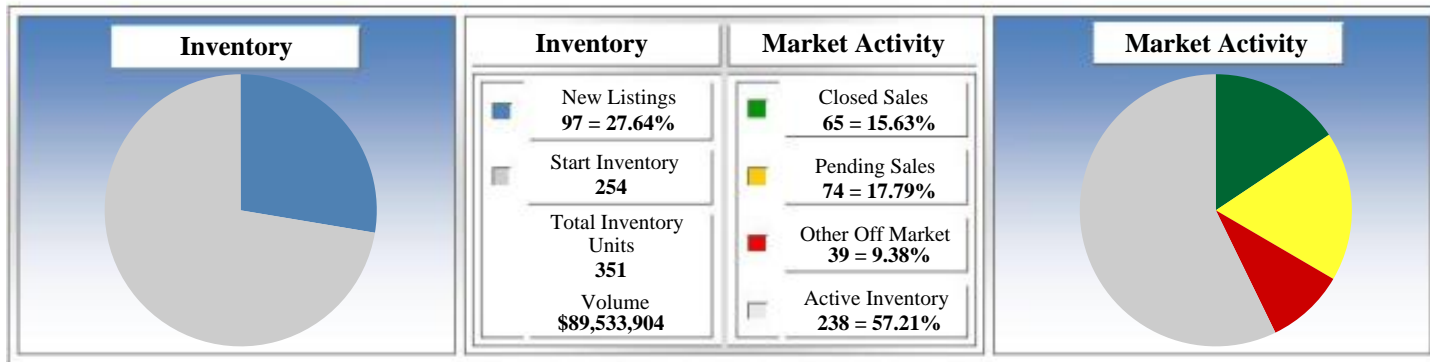 Inventory
Inventory
New Listings
97 = 27.64%
Start Inventory
254
Total Inventory
Units
351
Volume
$89,533,904
Market Activity
Closed Sales
65 = 15.63%
Pending Sales
74 = 17.79%
Other Off Market
39 = 9.38%
Active Inventory
238 = 57.21%
Market Activity